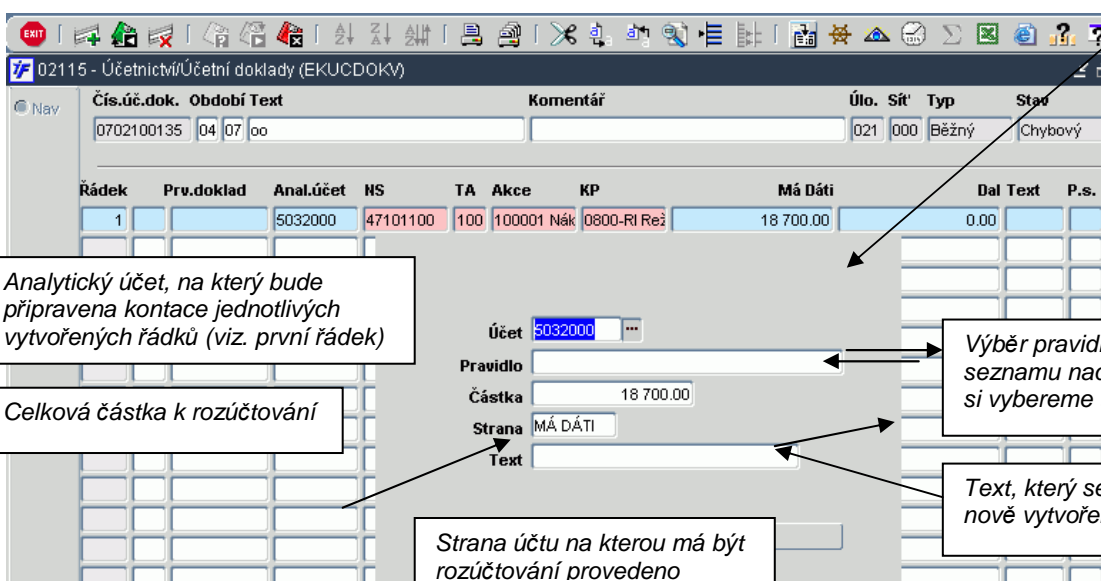 EXIT
02115 - Účetnictví/Účetní doklady (EKUCDOKV)
Nav
Čís.úč.dok. Období Text Komentář Úlo. Síť Typ Stav
0702100135 04 07 oo 021 000 Běžný Chybový
Řádek Prv.doklad Anal.účet NS TA Akce KP Má Dáti Dal Text P.s.
1 5032000 47101100 100 100001 Nák 0800-RI Rež 18 700.00 0.00
Analytický účet, na který bude
připravena kontace jednotlivých
vytvořených řádků (viz. první řádek)
Účet 5032000 ...
Pravidlo
Částka 18 700.00
Strana MÁ DÁTI
Text
Celková částka k rozúčtování
Výběr pravidl
seznamu nad
si vybereme
Text, který se
nově vytvoře
Strana účtu na kterou má být
rozúčtování provedeno